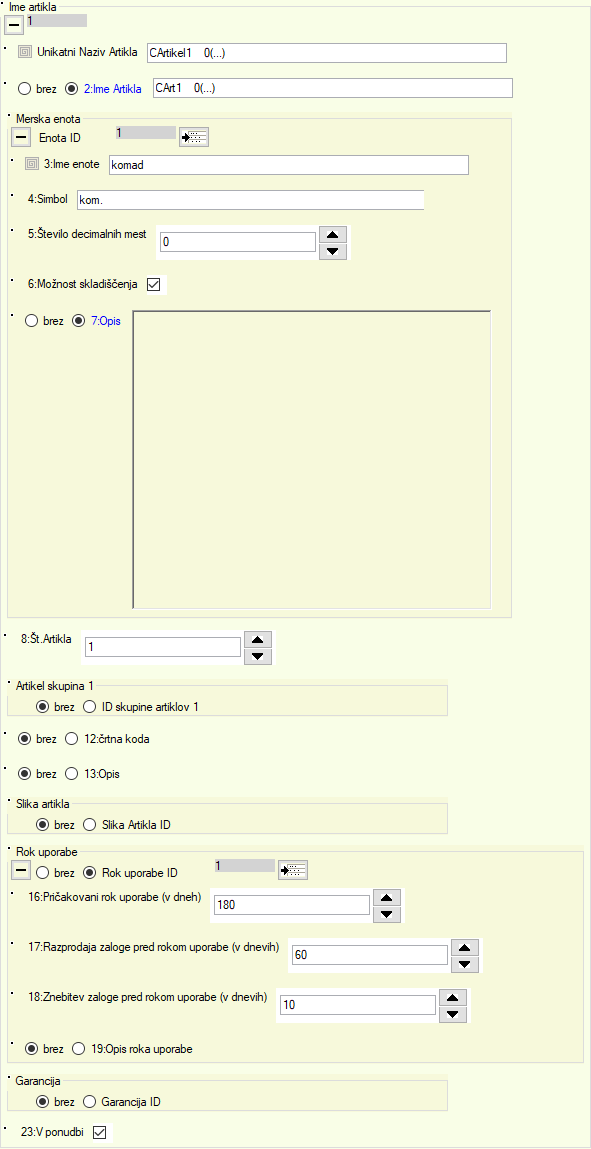 Ime artikla
1
Unikatni Naziv Artikla CArtikel1 0(...)
brez 2:Ime Artikla CArt1 0(...)
Merska enota
Enota ID 1
3:Ime enote komad
4:Simbol kom.
5:Število decimalnih mest 0
6:Možnost skladiščenja
brez 7:Opis
8:Št.Artikla 1
Artikel skupina 1
brez ID skupine artiklov 1
brez 12:črtna koda
brez 13:Opis
Slika artikla
brez Slika Artikla ID
Rok uporabe
brez Rok uporabe ID 1
16:Pričakovani rok uporabe (v dneh) 180
17:Razprodaja zaloge pred rokom uporabe (v dnevih) 60
18:Znebitev zaloge pred rokom uporabe (v dnevih) 10
brez 19:Opis roka uporabe
Garancija
brez Garancija ID
23:V ponudbi